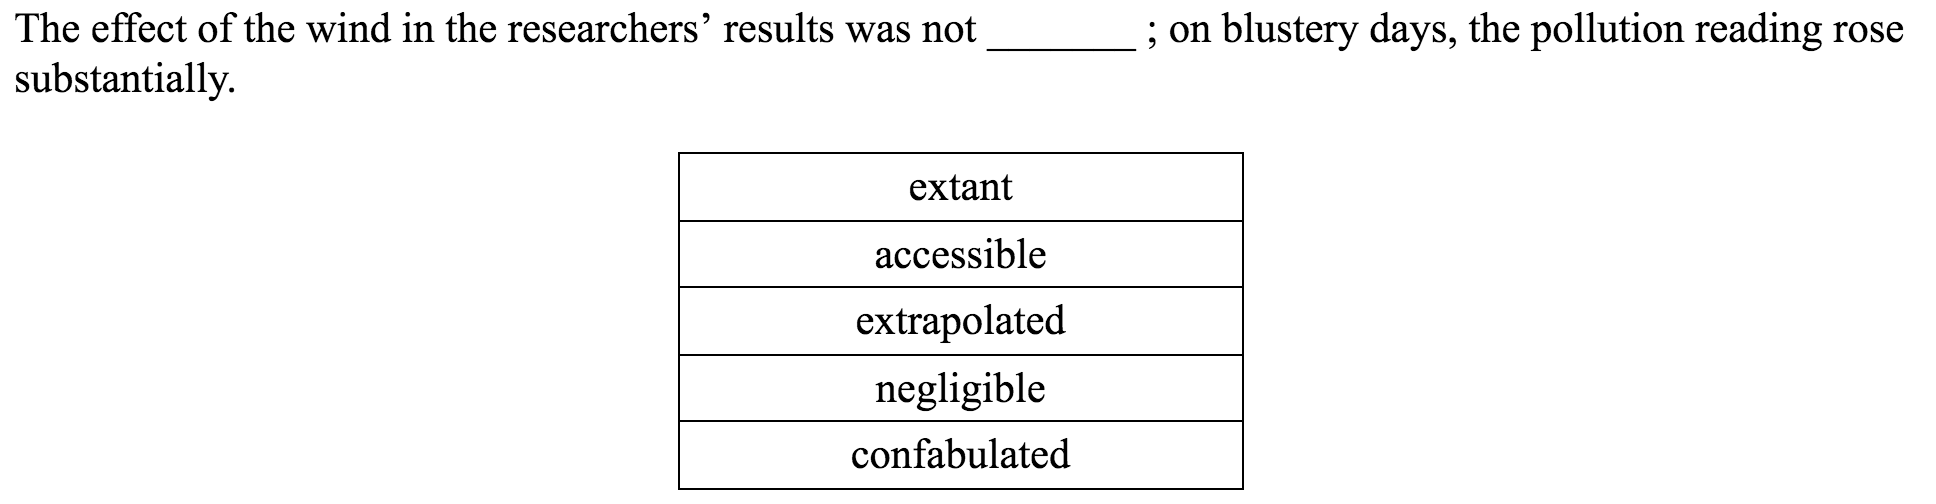 The effect of the wind in the researchers’ results was not _______ ; on blustery days, the pollution reading rose
substantially.
extant
accessible
extrapolated
negligible
confabulated